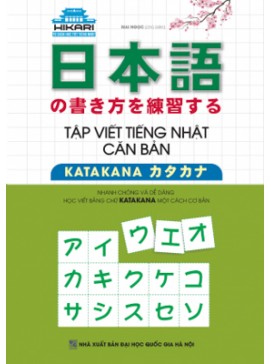 HIKARI
日本語
の書き方を練習する
TẬP VIẾT TIẾNG NHẬT
CĂN BẢN
KATAKANA カタカナ
NHANH CHÓNG VÀ DỄ DÀNG
HỌC VIẾT BẢNG CHỮ KATAKANA MỘT CÁCH CƠ BẢN
アイウエオ
カキクケコ
サシスセソ
NHÀ XUẤT BẢN ĐẠI HỌC QUỐC GIA HÀ NỘI